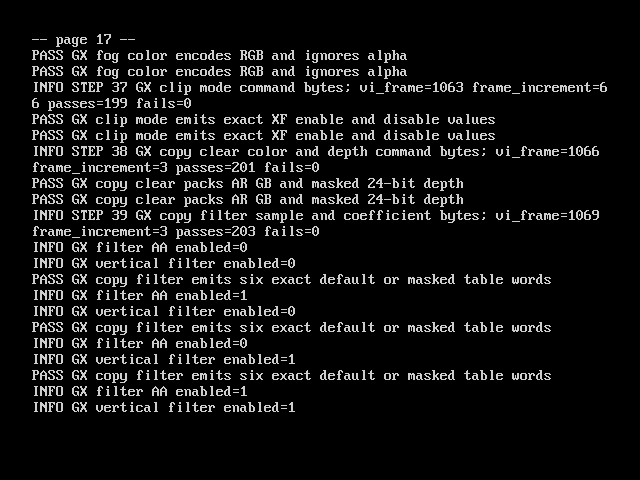 -- page 17 --
PASS GX fog color encodes RGB and ignores alpha
PASS GX fog color encodes RGB and ignores alpha
INFO STEP 37 GX clip mode command bytes; vi_frame=1063 frame_increment=6
6 passes=199 fails=0
PASS GX clip mode emits exact XF enable and disable values
PASS GX clip mode emits exact XF enable and disable values
INFO STEP 38 GX copy clear color and depth command bytes; vi_frame=1066
frame_increment=3 passes=201 fails=0
PASS GX copy clear packs AR GB and masked 24-bit depth
PASS GX copy clear packs AR GB and masked 24-bit depth
INFO STEP 39 GX copy filter sample and coefficient bytes; vi_frame=1069
frame_increment=3 passes=203 fails=0
INFO GX filter AA enabled=0
INFO GX vertical filter enabled=0
PASS GX copy filter emits six exact default or masked table words
INFO GX filter AA enabled=1
INFO GX vertical filter enabled=0
PASS GX copy filter emits six exact default or masked table words
INFO GX filter AA enabled=0
INFO GX vertical filter enabled=1
PASS GX copy filter emits six exact default or masked table words
INFO GX filter AA enabled=1
INFO GX vertical filter enabled=1